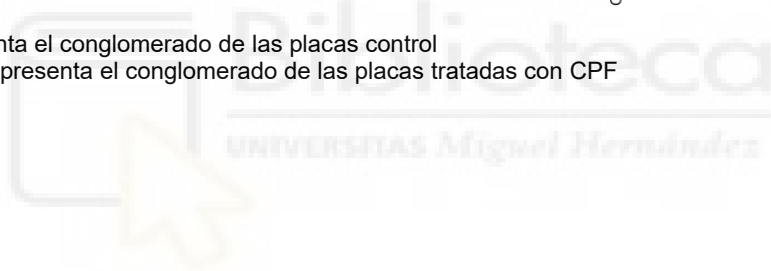 nta el conglomerado de las placas control
presenta el conglomerado de las placas tratadas con CPF
Biblioteca
UNIVERSITAS Miguel Hernández